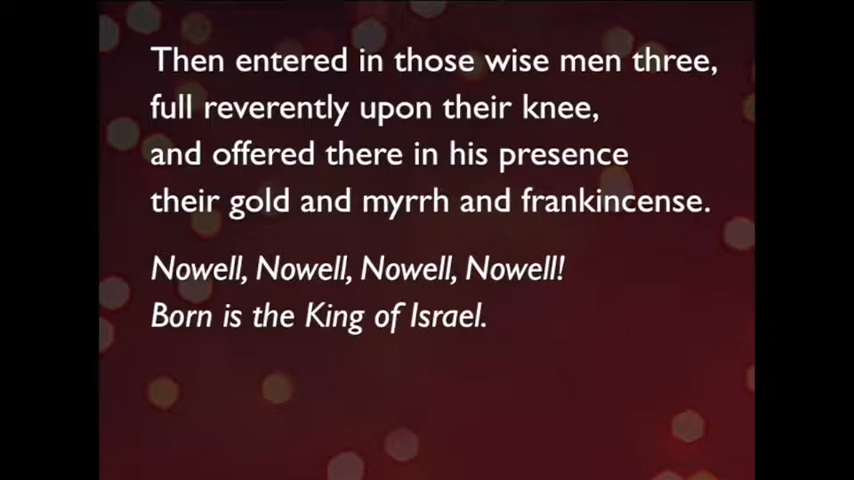 Then entered in those wise men three,
full reverently upon their knee,
and offered there in his presence
their gold and myrrh and frankincense.
Nowell, Nowell, Nowell, Nowell!
Born is the King of Israel.